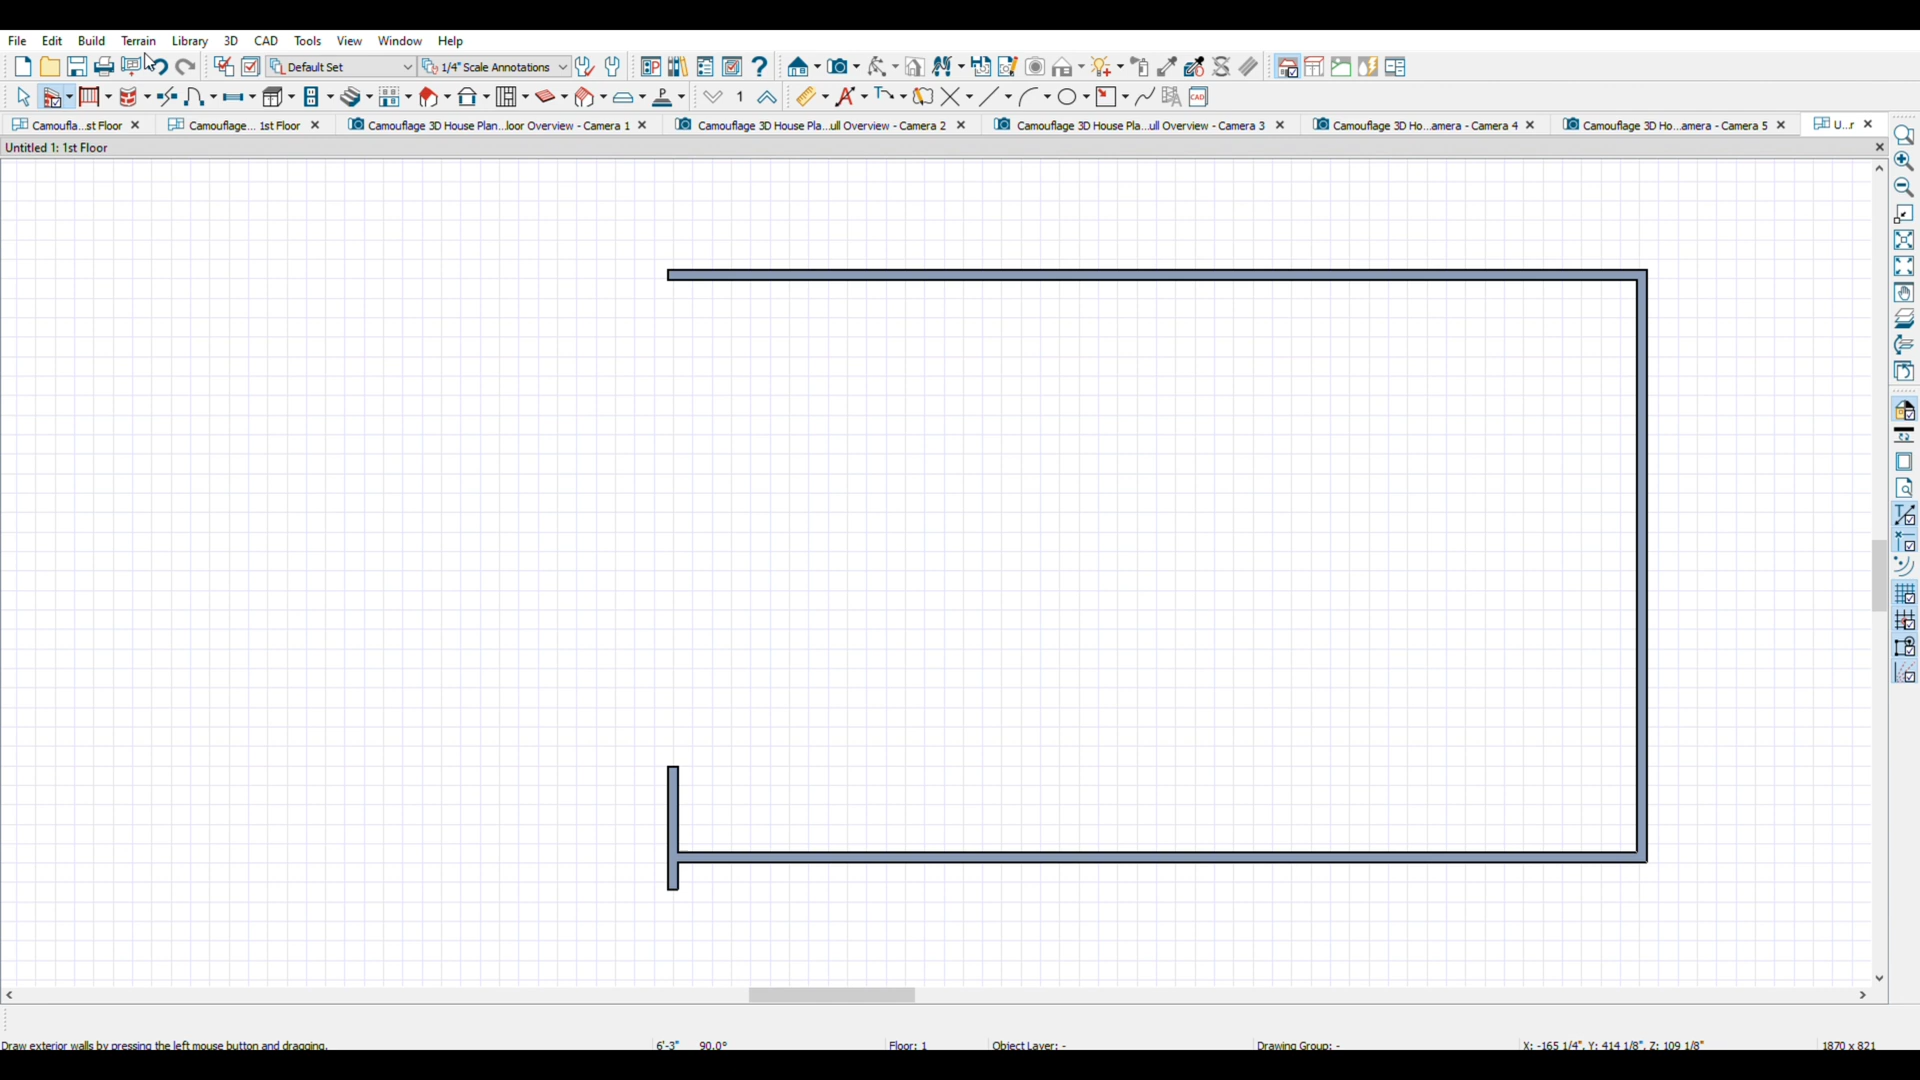 File Edit Build Terrain Library 3D CAD Tools View Window Help
Default Set 1/4" Scale Annotations
1 CAD
Camoufla...st Floor Camouflage... 1st Floor Camouflage 3D House Plan...loor Overview - Camera 1 Camouflage 3D House Pla...ull Overview - Camera 2 Camouflage 3D House Pla...ull Overview - Camera 3 Camouflage 3D Ho...amera - Camera 4 Camouflage 3D Ho...amera - Camera 5 U...r
Untitled 1: 1st Floor
Draw exterior walls by pressing the left mouse button and dragging. 6'-3" 90.0° Floor: 1 Object Layer: - Drawing Group: - X: -165 1/4", Y: 414 1/8", Z: 109 1/8" 1870 x 821